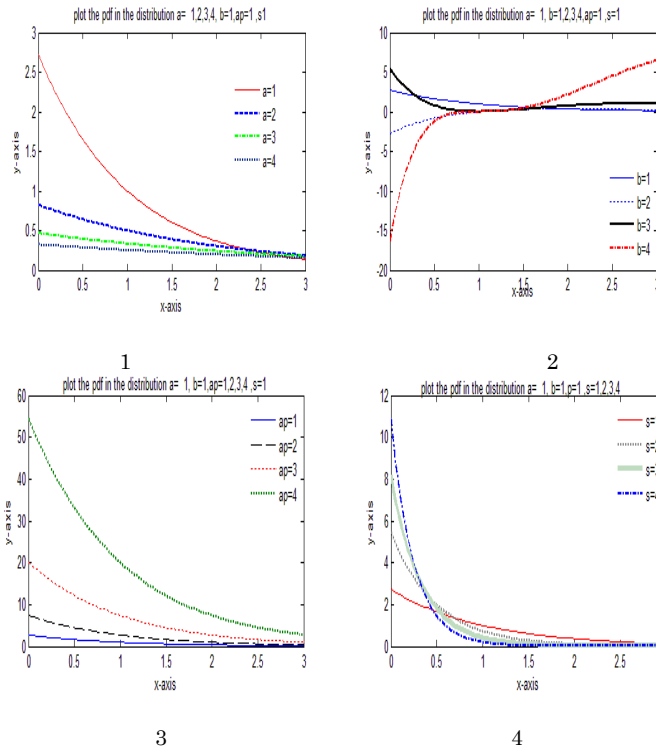 plot the pdf in the distribution a= 1,2,3,4, b=1,ap=1 ,s1
3
2.5
2
1.5
1
0.5
0
y-axis
a=1
a=2
a=3
a=4
0 0.5 1 1.5 2 2.5 3
x-axis
1
plot the pdf in the distribution a= 1, b=1,2,3,4,ap=1 ,s=1
10
5
0
-5
-10
-15
-20
y-axis
b=1
b=2
b=3
b=4
0 0.5 1 1.5 2 2.5 3
x-axis
2
plot the pdf in the distribution a= 1, b=1,ap=1,2,3,4 ,s=1
60
50
40
30
20
10
0
y-axis
ap=1
ap=2
ap=3
ap=4
0 0.5 1 1.5 2 2.5 3
x-axis
3
plot the pdf in the distribution a= 1, b=1,p=1 ,s=1,2,3,4
12
10
8
6
4
2
0
y-axis
s=
s=
s=
s=
0 0.5 1 1.5 2 2.5
x-axis
4